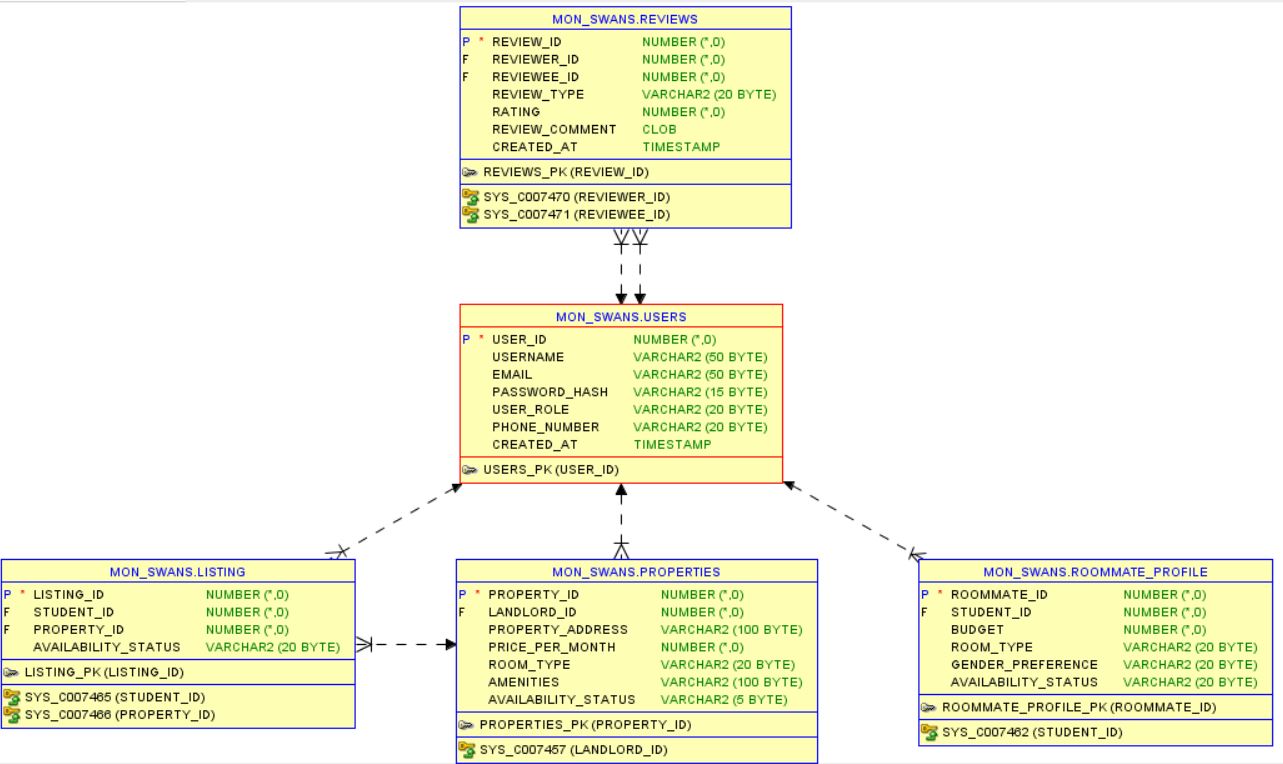 MON_SWANS.REVIEWS
P * REVIEW_ID NUMBER (*,0)
F REVIEWER_ID NUMBER (*,0)
F REVIEWEE_ID NUMBER (*,0)
REVIEW_TYPE VARCHAR2 (20 BYTE)
RATING NUMBER (*,0)
REVIEW_COMMENT CLOB
CREATED_AT TIMESTAMP
REVIEWS_PK (REVIEW_ID)
SYS_C007470 (REVIEWER_ID)
SYS_C007471 (REVIEWEE_ID)
MON_SWANS.USERS
P * USER_ID NUMBER (*,0)
USERNAME VARCHAR2 (50 BYTE)
EMAIL VARCHAR2 (50 BYTE)
PASSWORD_HASH VARCHAR2 (15 BYTE)
USER_ROLE VARCHAR2 (20 BYTE)
PHONE_NUMBER VARCHAR2 (20 BYTE)
CREATED_AT TIMESTAMP
USERS_PK (USER_ID)
MON_SWANS.LISTING
P * LISTING_ID NUMBER (*,0)
F STUDENT_ID NUMBER (*,0)
F PROPERTY_ID NUMBER (*,0)
AVAILABILITY_STATUS VARCHAR2 (20 BYTE)
LISTING_PK (LISTING_ID)
SYS_C007465 (STUDENT_ID)
SYS_C007466 (PROPERTY_ID)
MON_SWANS.PROPERTIES
P * PROPERTY_ID NUMBER (*,0)
F LANDLORD_ID NUMBER (*,0)
PROPERTY_ADDRESS VARCHAR2 (100 BYTE)
PRICE_PER_MONTH NUMBER (*,0)
ROOM_TYPE VARCHAR2 (20 BYTE)
AMENITIES VARCHAR2 (100 BYTE)
AVAILABILITY_STATUS VARCHAR2 (5 BYTE)
PROPERTIES_PK (PROPERTY_ID)
SYS_C007457 (LANDLORD_ID)
MON_SWANS.ROOMMATE_PROFILE
P * ROOMMATE_ID NUMBER (*,0)
F STUDENT_ID NUMBER (*,0)
BUDGET NUMBER (*,0)
ROOM_TYPE VARCHAR2 (20 BYTE)
GENDER_PREFERENCE VARCHAR2 (20 BYTE)
AVAILABILITY_STATUS VARCHAR2 (20 BYTE)
ROOMMATE_PROFILE_PK (ROOMMATE_ID)
SYS_C007462 (STUDENT_ID)